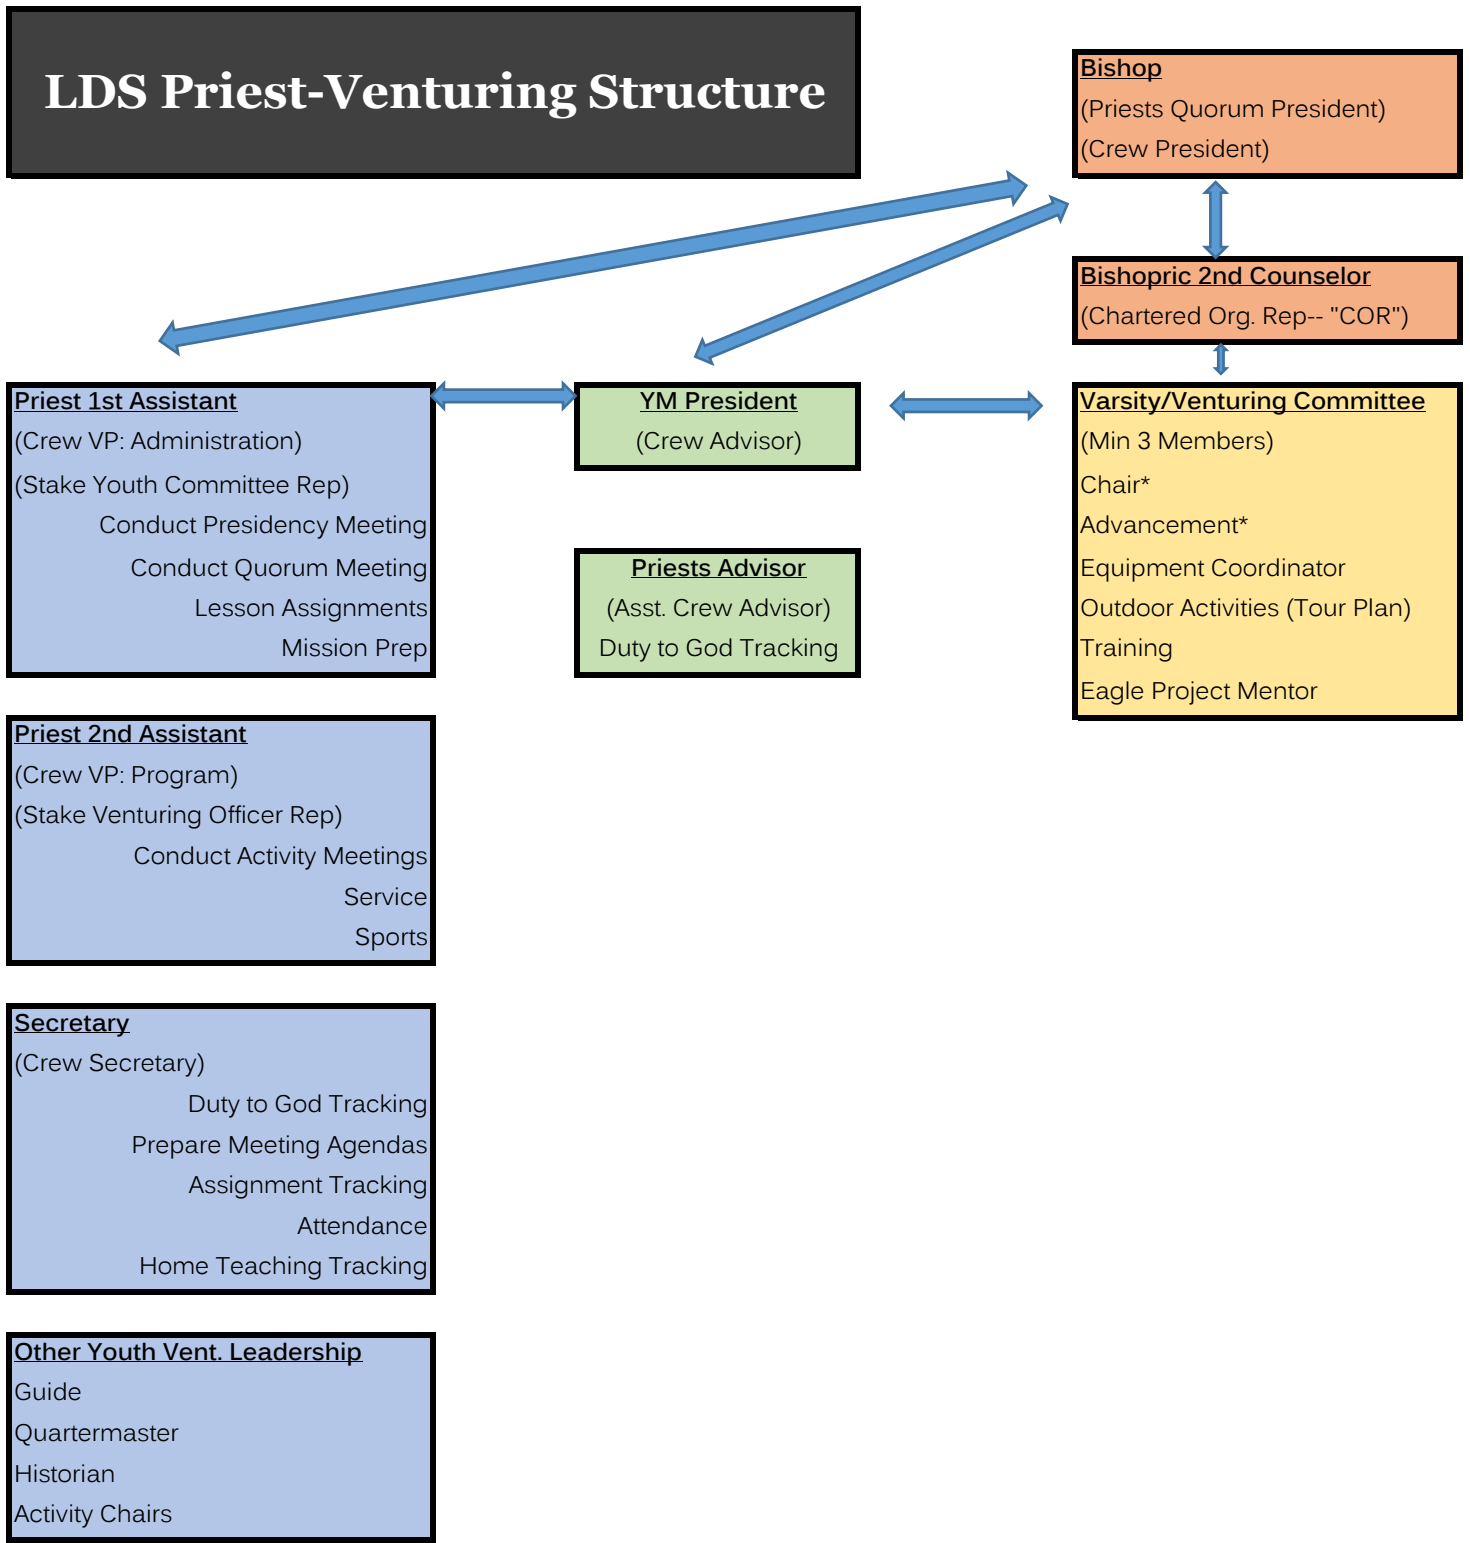 LDS Priest-Venturing Structure
Bishop
(Priests Quorum President)
(Crew President)
Bishopric 2nd Counselor
(Chartered Org. Rep-- "COR")
Priest 1st Assistant
(Crew VP: Administration)
(Stake Youth Committee Rep)
Conduct Presidency Meeting
Conduct Quorum Meeting
Lesson Assignments
Mission Prep
YM President
(Crew Advisor)
Priests Advisor
(Asst. Crew Advisor)
Duty to God Tracking
Varsity/Venturing Committee
(Min 3 Members)
Chair*
Advancement*
Equipment Coordinator
Outdoor Activities (Tour Plan)
Training
Eagle Project Mentor
Priest 2nd Assistant
(Crew VP: Program)
(Stake Venturing Officer Rep)
Conduct Activity Meetings
Service
Sports
Secretary
(Crew Secretary)
Duty to God Tracking
Prepare Meeting Agendas
Assignment Tracking
Attendance
Home Teaching Tracking
Other Youth Vent. Leadership
Guide
Quartermaster
Historian
Activity Chairs